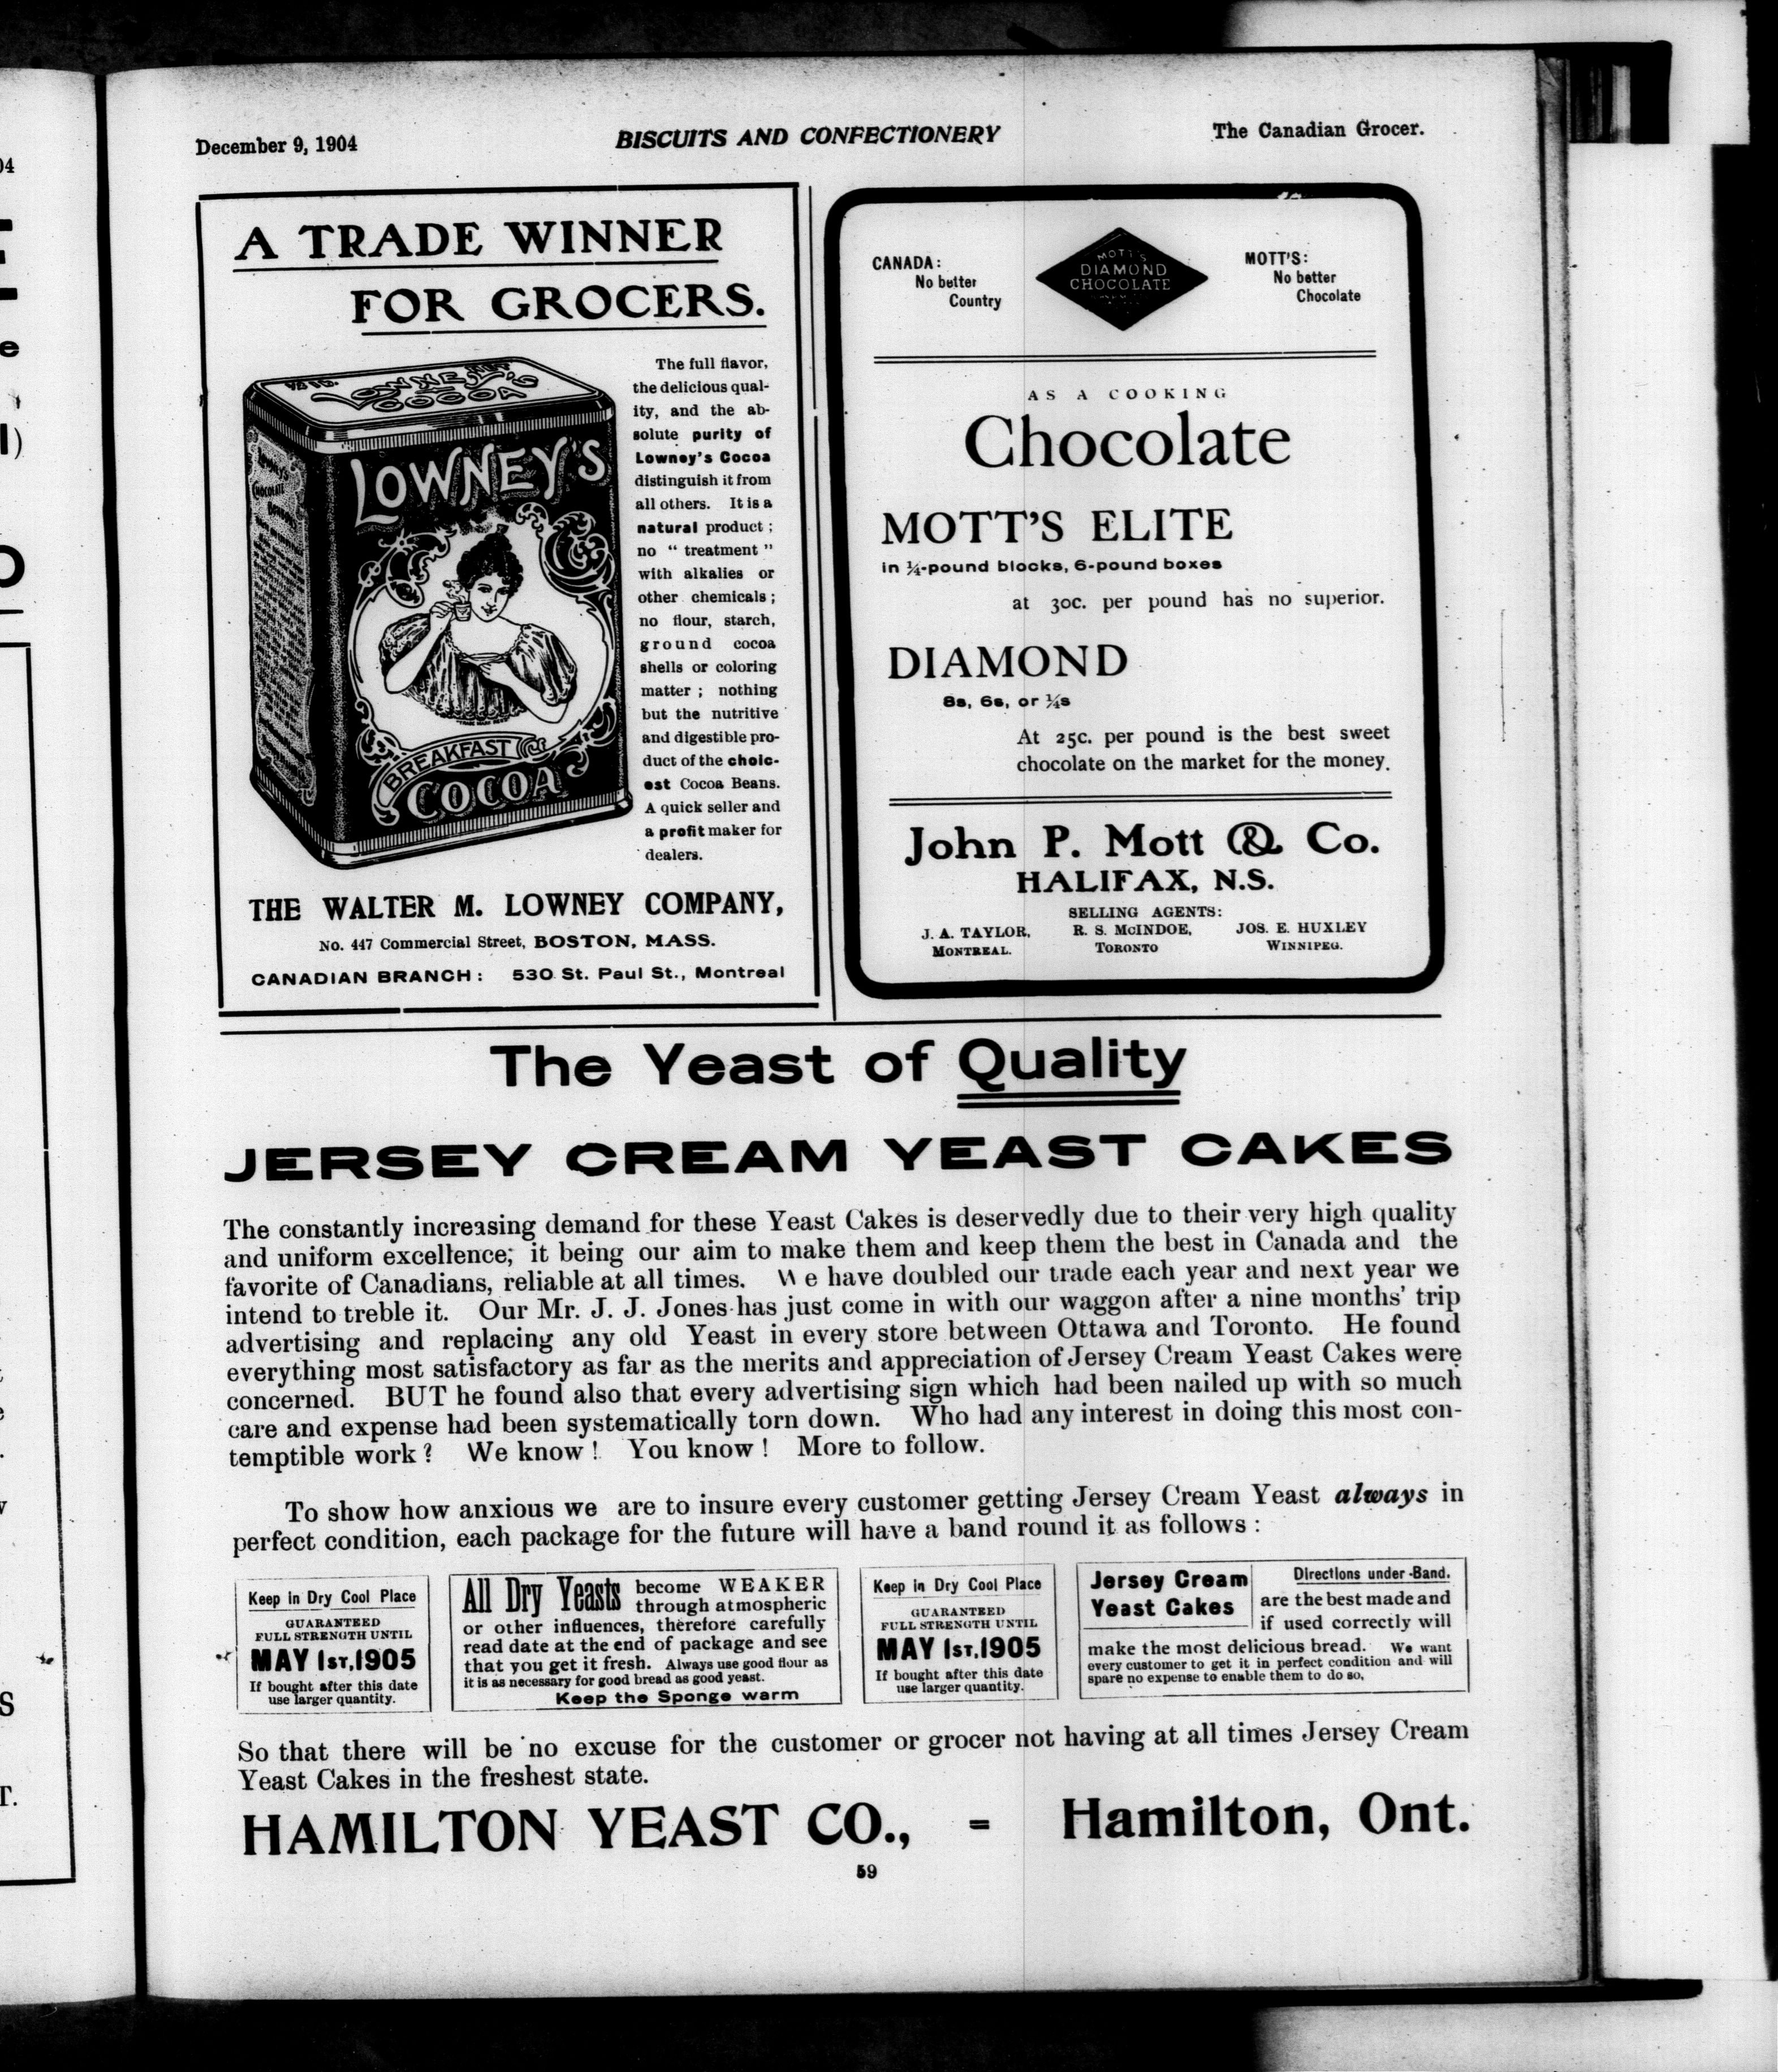 December 9, 1904
BISCUITS AND CONFECTIONERY
The Canadian Grocer.
A TRADE WINNER
FOR GROCERS.
½ LB.
LOWNEY'S
COCOA
LOWNEY'S
BREAKFAST
COCOA
The full flavor,
the delicious qual-
ity, and the ab-
solute purity of
Lowney's Cocoa
distinguish it from
all others. It is a
natural product ;
no " treatment "
with alkalies or
other chemicals ;
no flour, starch,
ground cocoa
shells or coloring
matter ; nothing
but the nutritive
and digestible pro-
duct of the choic-
est Cocoa Beans.
A quick seller and
a profit maker for
dealers.
THE WALTER M. LOWNEY COMPANY,
No. 447 Commercial Street, BOSTON, MASS.
CANADIAN BRANCH : 530 St. Paul St., Montreal
CANADA:
No better
Country
MOTT'S
DIAMOND
CHOCOLATE
MOTT'S:
No better
Chocolate
AS A COOKING
Chocolate
MOTT'S ELITE
in ¼-pound blocks, 6-pound boxes
at 30c. per pound has no superior.
DIAMOND
8s, 6s, or ¼s
At 25c. per pound is the best sweet
chocolate on the market for the money.
John P. Mott & Co.
HALIFAX, N.S.
SELLING AGENTS:
J. A. TAYLOR,
MONTREAL.
R. S. McINDOE,
TORONTO
JOS. E. HUXLEY
WINNIPEG.
The Yeast of Quality
JERSEY CREAM YEAST CAKES
The constantly increasing demand for these Yeast Cakes is deservedly due to their very high quality
and uniform excellence; it being our aim to make them and keep them the best in Canada and the
favorite of Canadians, reliable at all times. We have doubled our trade each year and next year we
intend to treble it. Our Mr. J. J. Jones has just come in with our waggon after a nine months' trip
advertising and replacing any old Yeast in every store between Ottawa and Toronto. He found
everything most satisfactory as far as the merits and appreciation of Jersey Cream Yeast Cakes were
concerned. BUT he found also that every advertising sign which had been nailed up with so much
care and expense had been systematically torn down. Who had any interest in doing this most con-
temptible work ? We know ! You know ! More to follow.
To show how anxious we are to insure every customer getting Jersey Cream Yeast always in
perfect condition, each package for the future will have a band round it as follows :
Keep in Dry Cool Place
GUARANTEED
FULL STRENGTH UNTIL
MAY 1ST, 1905
If bought after this date
use larger quantity.
All Dry Yeasts become WEAKER
through atmospheric
or other influences, therefore carefully
read date at the end of package and see
that you get it fresh. Always use good flour as
it is as necessary for good bread as good yeast.
Keep the Sponge warm
Keep in Dry Cool Place
GUARANTEED
FULL STRENGTH UNTIL
MAY 1ST, 1905
If bought after this date
use larger quantity.
Jersey Cream
Yeast Cakes
Directions under Band.
are the best made and
if used correctly will
make the most delicious bread. We want
every customer to get it in perfect condition and will
spare no expense to enable them to do so.
So that there will be no excuse for the customer or grocer not having at all times Jersey Cream
Yeast Cakes in the freshest state.
HAMILTON YEAST CO., = Hamilton, Ont.
59